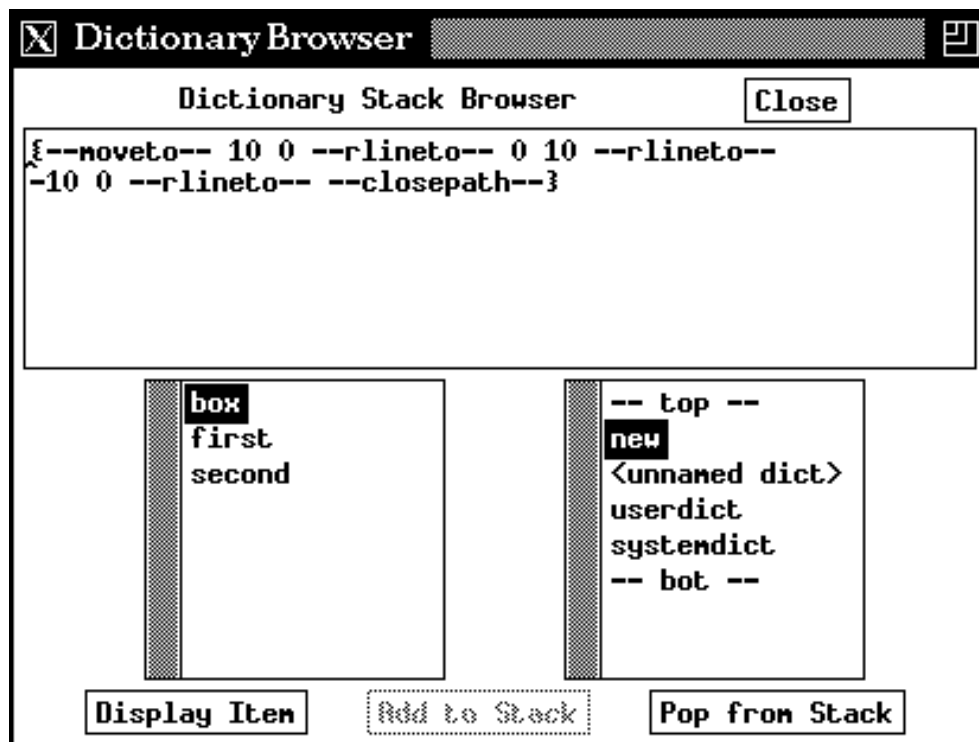 Dictionary Browser
Dictionary Stack Browser
Close
{--moveto-- 10 0 --rlineto-- 0 10 --rlineto--
-10 0 --rlineto-- --closepath--}
box
first
second
-- top --
new
<unnamed dict>
userdict
systemdict
-- bot --
Display Item
Add to Stack
Pop from Stack